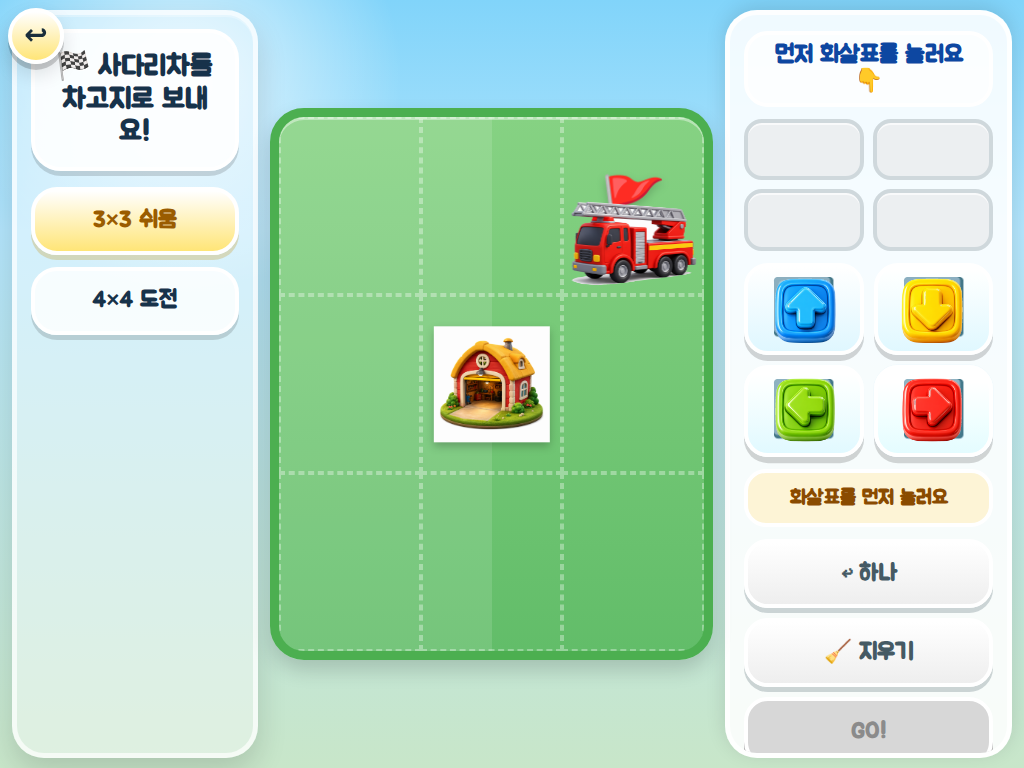 사다리차를
차고지로 보내
요!
3×3 쉬움
4×4 도전
먼저 화살표를 눌러요
화살표를 먼저 눌러요
하나
지우기
GO!